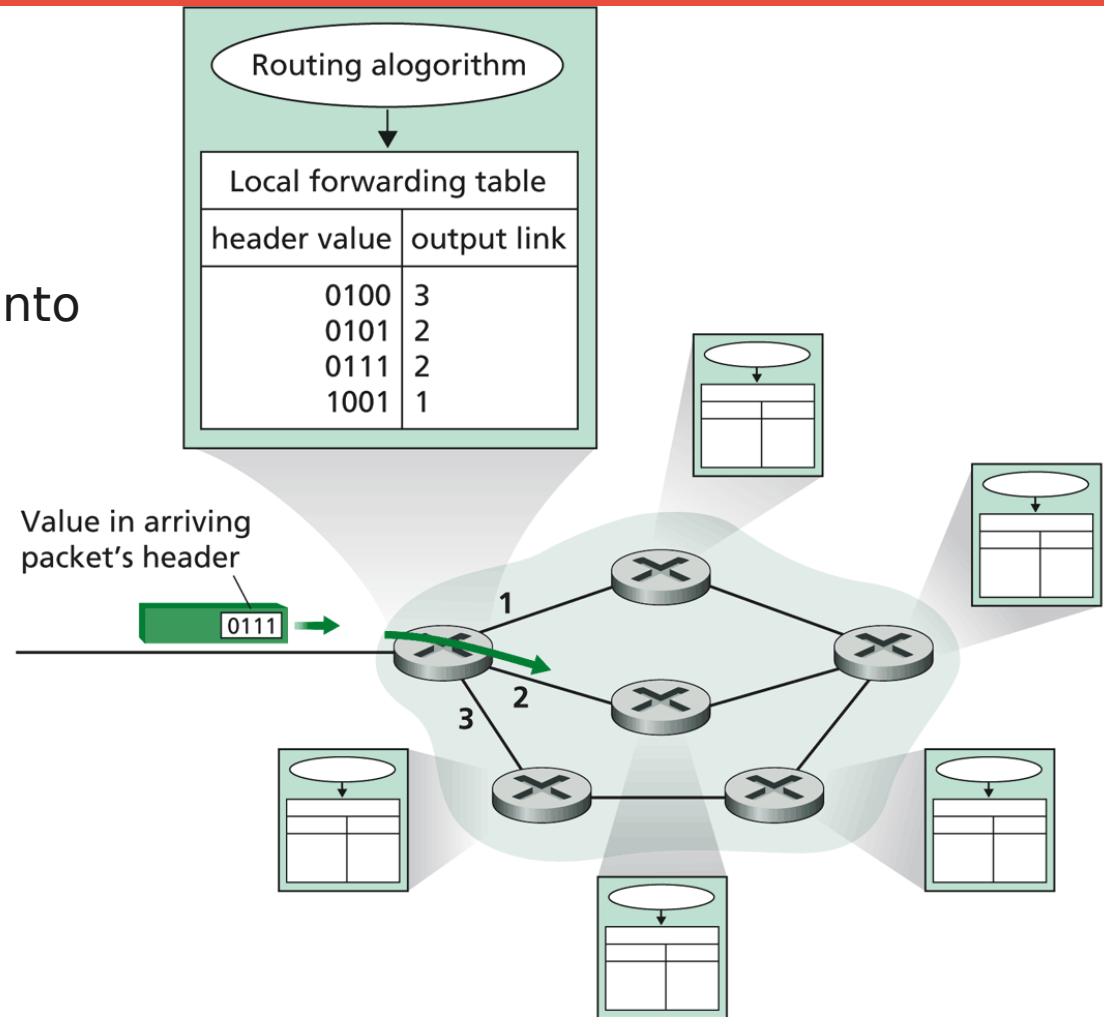 Routing alogorithm
Local forwarding table
header value output link
0100 3
0101 2
0111 2
1001 1
nto
Value in arriving
packet's header
0111
1
2
3